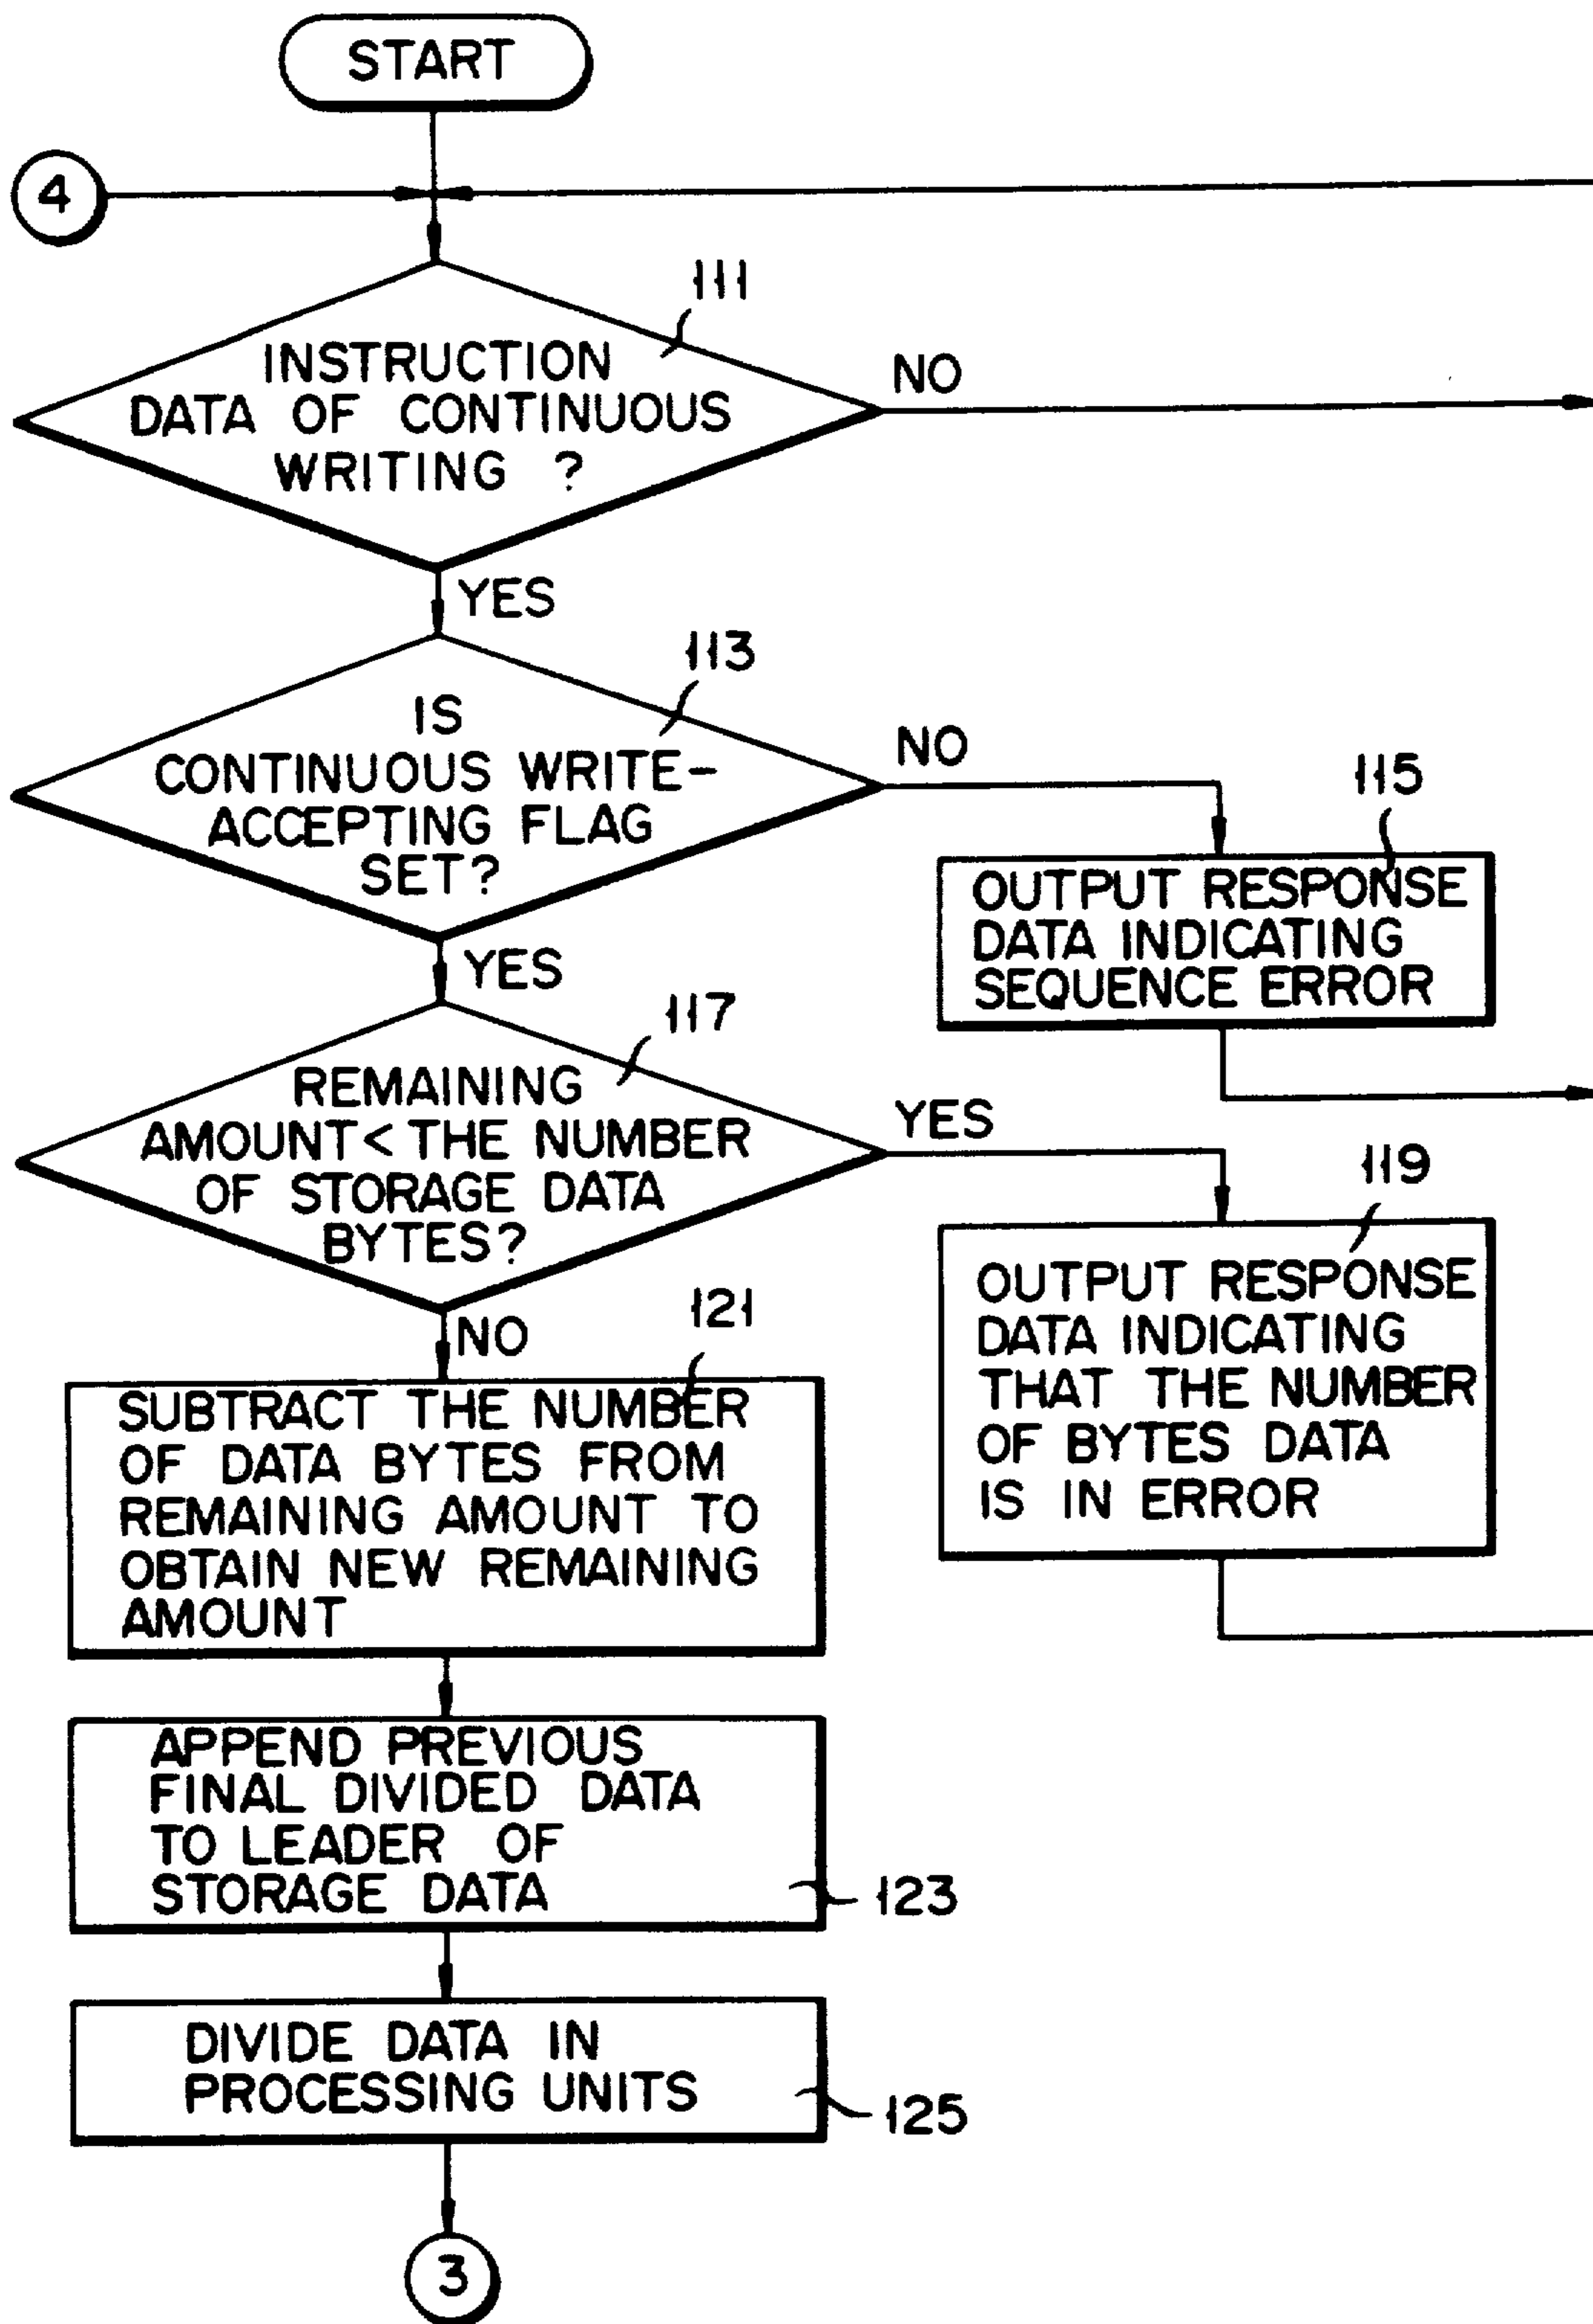 START
4
111
INSTRUCTION
DATA OF CONTINUOUS
WRITING ?
NO
YES
113
IS
CONTINUOUS WRITE-
ACCEPTING FLAG
SET?
NO
YES
115
OUTPUT RESPONSE
DATA INDICATING
SEQUENCE ERROR
117
REMAINING
AMOUNT < THE NUMBER
OF STORAGE DATA
BYTES?
YES
NO
119
OUTPUT RESPONSE
DATA INDICATING
THAT THE NUMBER
OF BYTES DATA
IS IN ERROR
121
SUBTRACT THE NUMBER
OF DATA BYTES FROM
REMAINING AMOUNT TO
OBTAIN NEW REMAINING
AMOUNT
APPEND PREVIOUS
FINAL DIVIDED DATA
TO LEADER OF
STORAGE DATA
123
DIVIDE DATA IN
PROCESSING UNITS
125
3